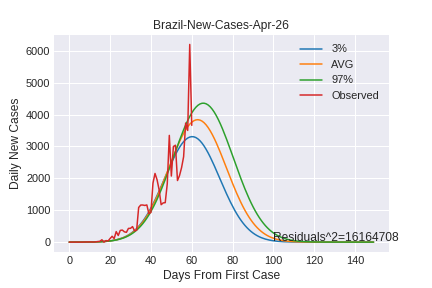 Brazil-New-Cases-Apr-26
6000
5000
4000
3000
2000
1000
0
Daily New Cases
3%
AVG
97%
Observed
Residuals^2=16164708
0 20 40 60 80 100 120 140
Days From First Case